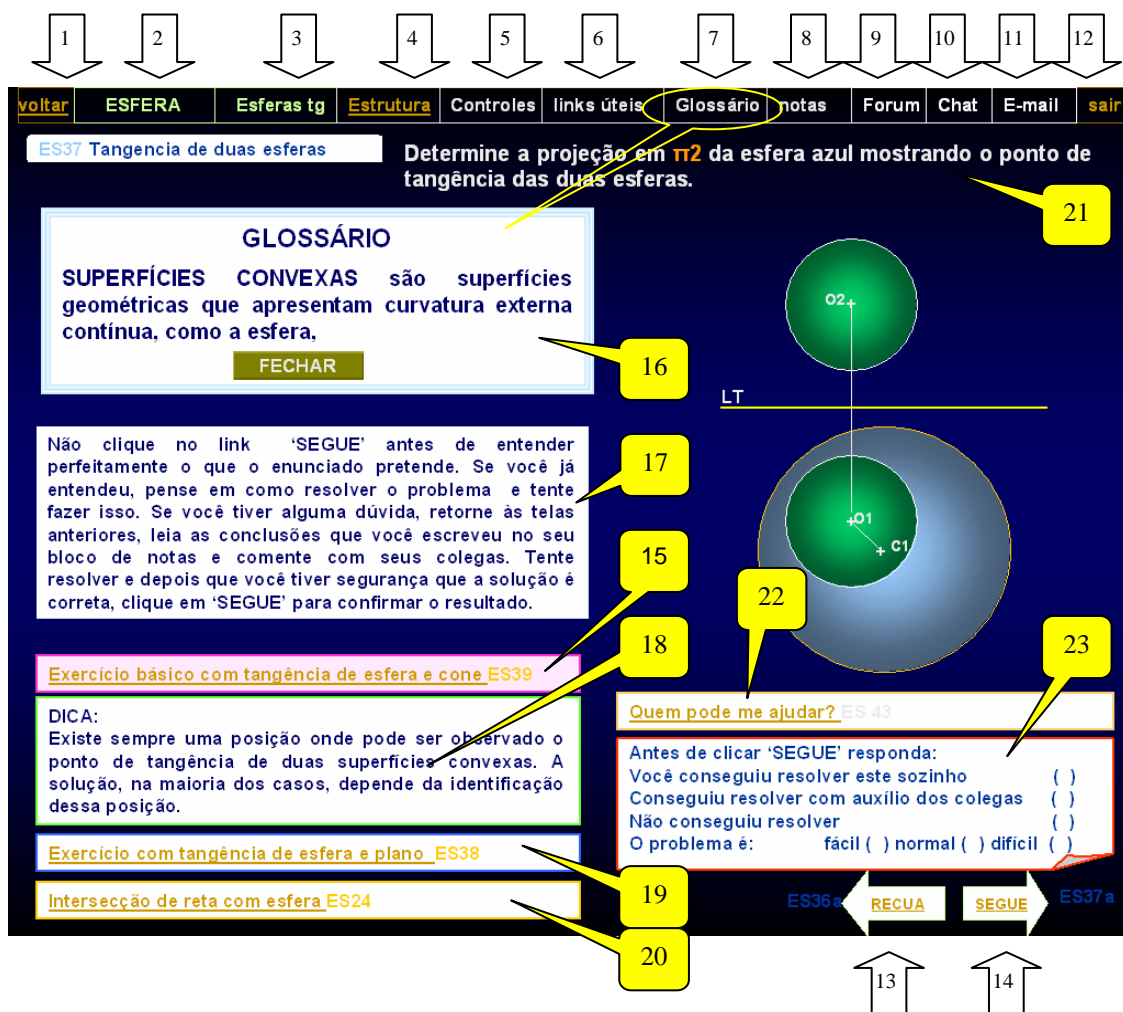 1 2 3 4 5 6 7 8 9 10 11 12
voltar ESFERA Esferas tg Estrutura Controles links úteis Glossário notas Forum Chat E-mail sair
ES37 Tangencia de duas esferas
Determine a projeção em π2 da esfera azul mostrando o ponto de
tangência das duas esferas.
21
GLOSSÁRIO
SUPERFÍCIES CONVEXAS são superfícies
geométricas que apresentam curvatura externa
contínua, como a esfera,
FECHAR
16
O2
LT
Não clique no link ‘SEGUE’ antes de entender
perfeitamente o que o enunciado pretende. Se você já
entendeu, pense em como resolver o problema e tente
fazer isso. Se você tiver alguma dúvida, retorne às telas
anteriores, leia as conclusões que você escreveu no seu
bloco de notas e comente com seus colegas. Tente
resolver e depois que você tiver segurança que a solução é
correta, clique em ‘SEGUE’ para confirmar o resultado.
17
O1
C1
15
22
18
23
Exercício básico com tangência de esfera e cone ES39
DICA:
Existe sempre uma posição onde pode ser observado o
ponto de tangência de duas superfícies convexas. A
solução, na maioria dos casos, depende da identificação
dessa posição.
Exercício com tangência de esfera e plano ES38
19
Intersecção de reta com esfera ES24
20
Quem pode me ajudar? ES 43
Antes de clicar ‘SEGUE’ responda:
Você conseguiu resolver este sozinho ( )
Conseguiu resolver com auxílio dos colegas ( )
Não conseguiu resolver ( )
O problema é: fácil ( ) normal ( ) difícil ( )
ES36a RECUA SEGUE ES37a
13 14